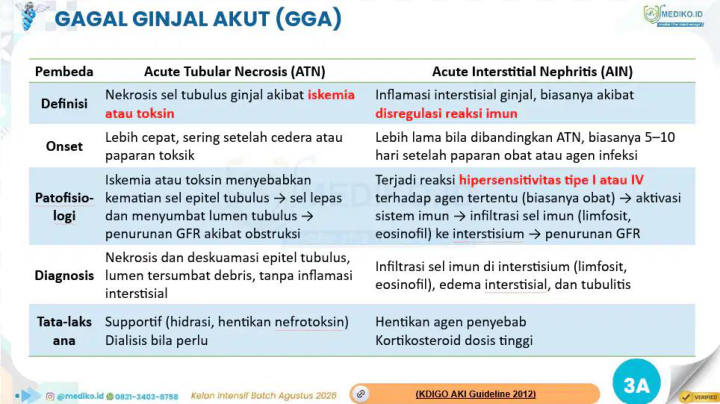 GAGAL GINJAL AKUT (GGA)
MEDIKO.ID
Pembeda
Acute Tubular Necrosis (ATN)
Acute Interstitial Nephritis (AIN)
Definisi
Nekrosis sel tubulus ginjal akibat iskemia
atau toksin
Inflamasi interstisial ginjal, biasanya akibat
disregulasi reaksi imun
Onset
Lebih cepat, sering setelah cedera atau
paparan toksik
Lebih lama bila dibandingkan ATN, biasanya 5–10
hari setelah paparan obat atau agen infeksi
Patofisio-
logi
Iskemia atau toksin menyebabkan
kematian sel epitel tubulus → sel lepas
dan menyumbat lumen tubulus →
penurunan GFR akibat obstruksi
Terjadi reaksi hipersensitivitas tipe I atau IV
terhadap agen tertentu (biasanya obat) → aktivasi
sistem imun → infiltrasi sel imun (limfosit,
eosinofil) ke interstisium → penurunan GFR
Diagnosis
Nekrosis dan deskuamasi epitel tubulus,
lumen tersumbat debris, tanpa inflamasi
interstisial
Infiltrasi sel imun di interstisium (limfosit,
eosinofil), edema interstisial, dan tubulitis
Tata-laks
ana
Suportif (hidrasi, hentikan nefrotoksin)
Dialisis bila perlu
Hentikan agen penyebab
Kortikosteroid dosis tinggi
@mediko.id 0821-3403-8758 Kelan Intensif Batch Agustus 2026
(KDIGO AKI Guideline 2012)
3A
VERIFIED